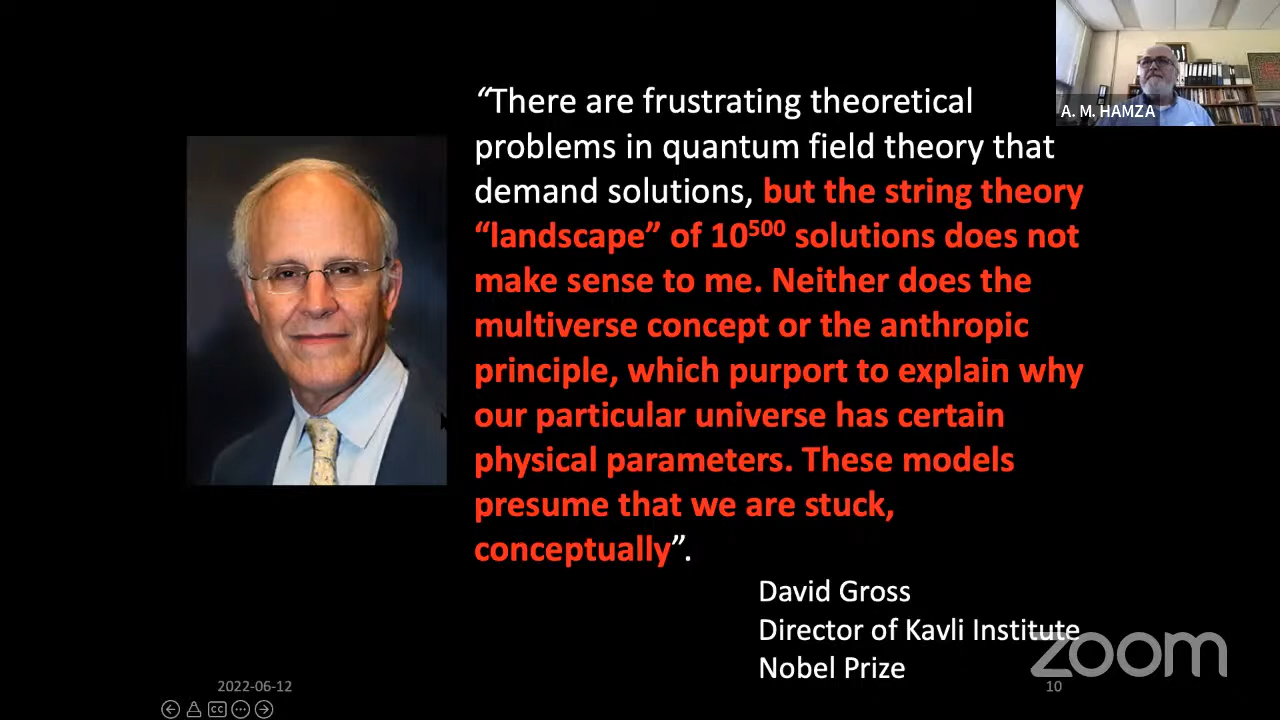 “There are frustrating theoretical
problems in quantum field theory that
demand solutions, but the string theory
“landscape” of 10⁵⁰⁰ solutions does not
make sense to me. Neither does the
multiverse concept or the anthropic
principle, which purport to explain why
our particular universe has certain
physical parameters. These models
presume that we are stuck,
conceptually”.
David Gross
Director of Kavli Institute
Nobel Prize
A. M. HAMZA
zoom
2022-06-12
10
CC